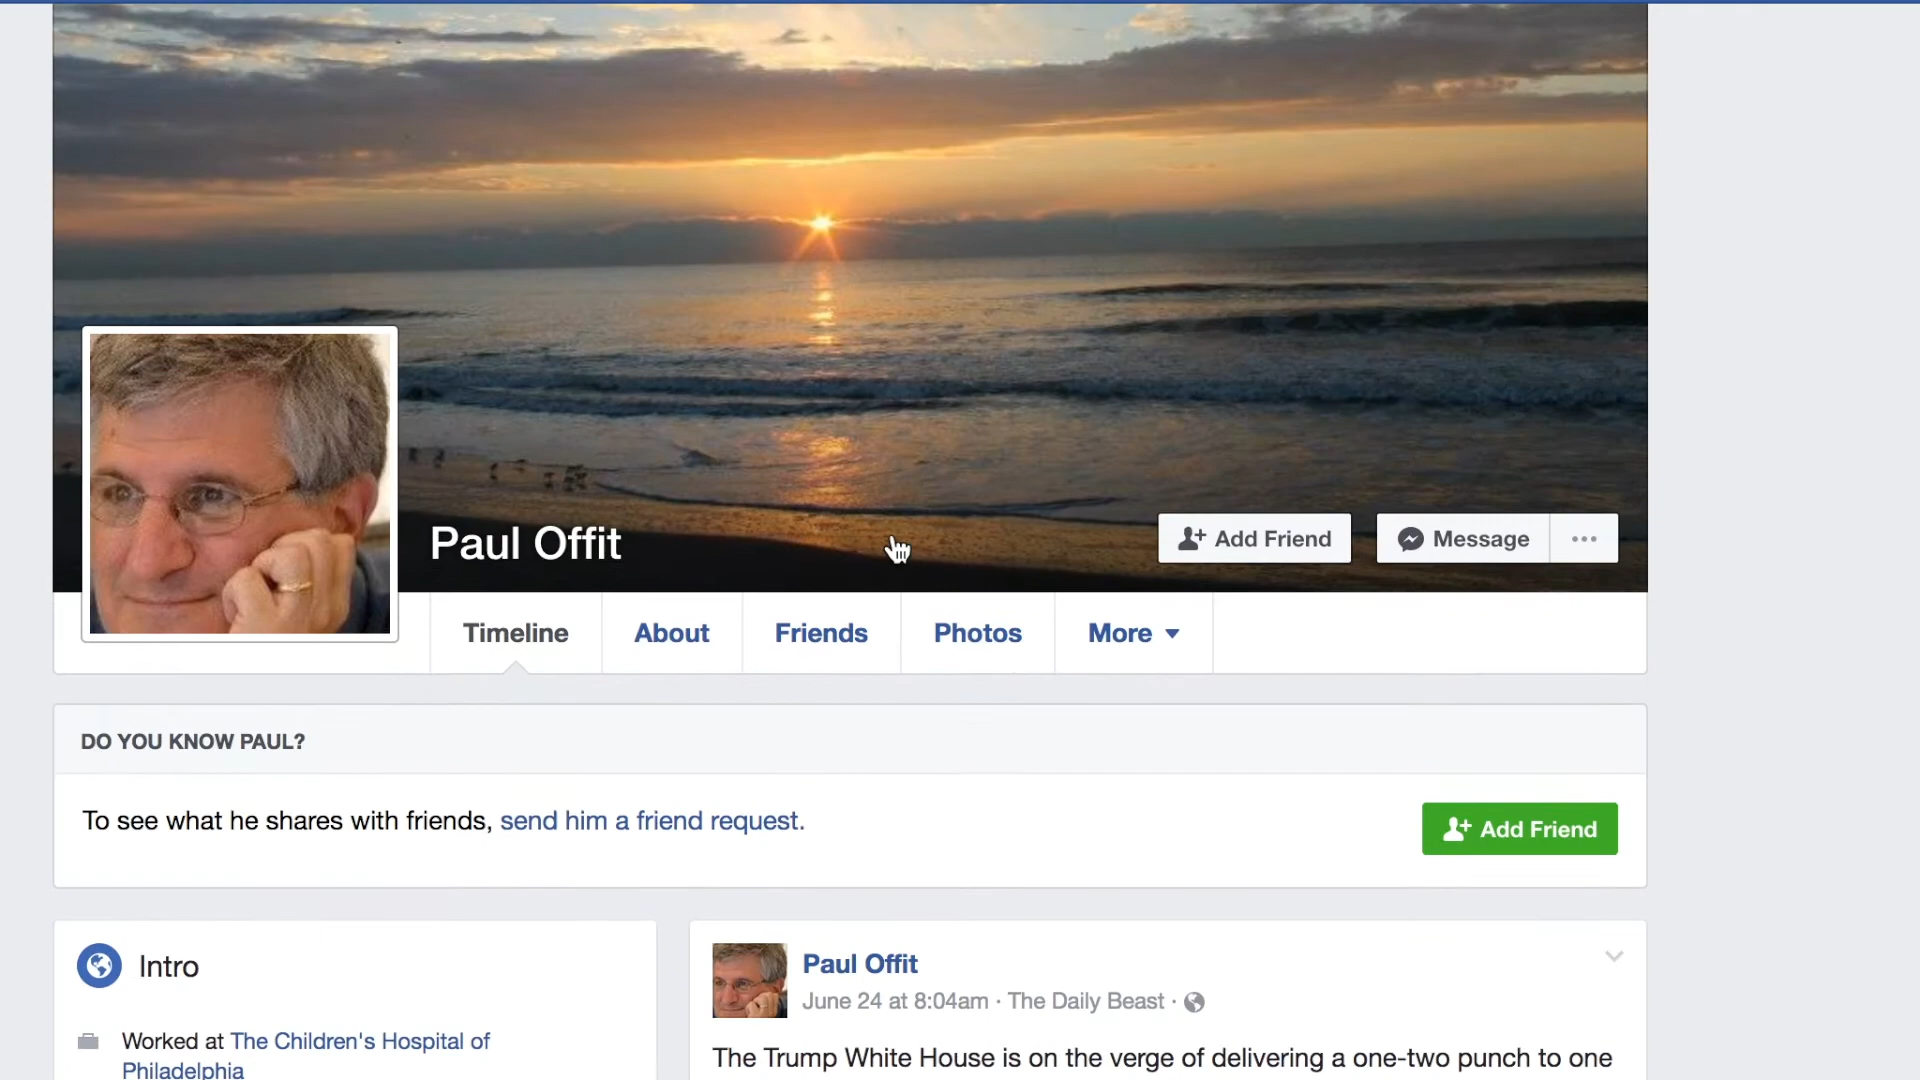 Paul Offit
Add Friend
Message
Timeline
About
Friends
Photos
More
DO YOU KNOW PAUL?
To see what he shares with friends, send him a friend request.
Add Friend
Intro
Worked at The Children's Hospital of
Philadelphia
Paul Offit
June 24 at 8:04am · The Daily Beast ·
The Trump White House is on the verge of delivering a one-two punch to one